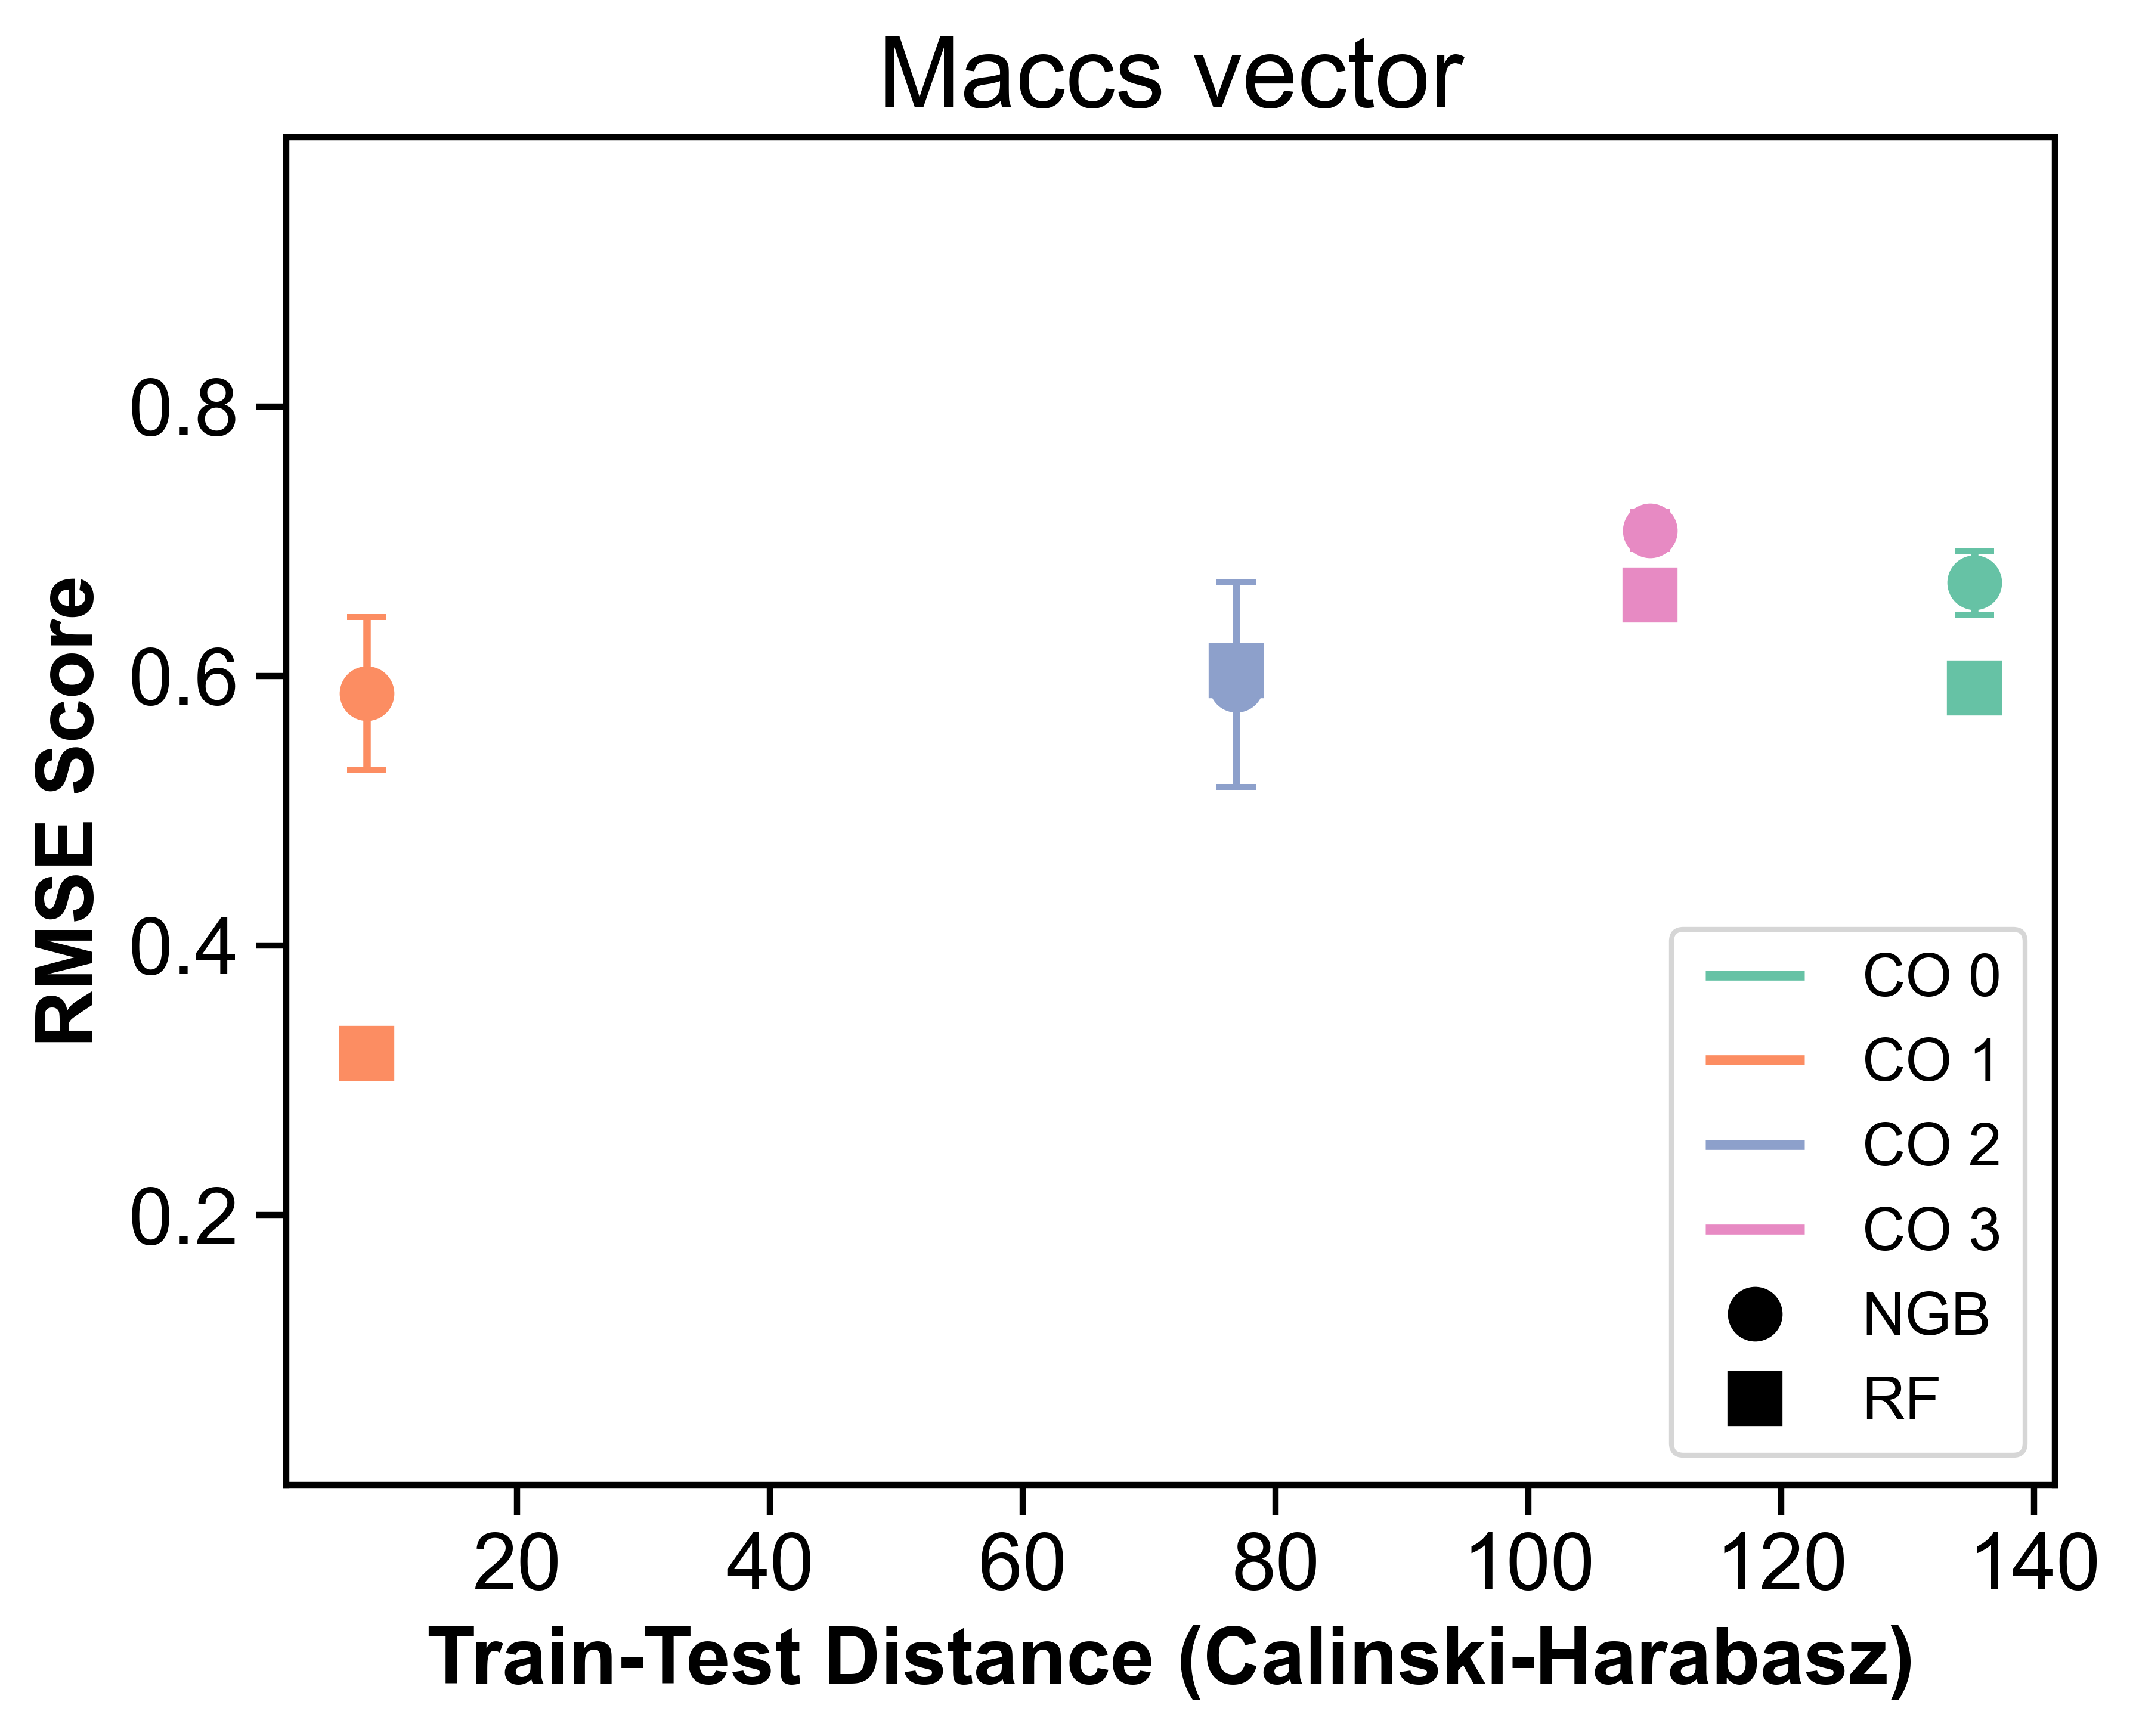 Maccs vector
RMSE Score
0.8
0.6
0.4
0.2
CO 0
CO 1
CO 2
CO 3
NGB
RF
20 40 60 80 100 120 140
Train-Test Distance (Calinski-Harabasz)